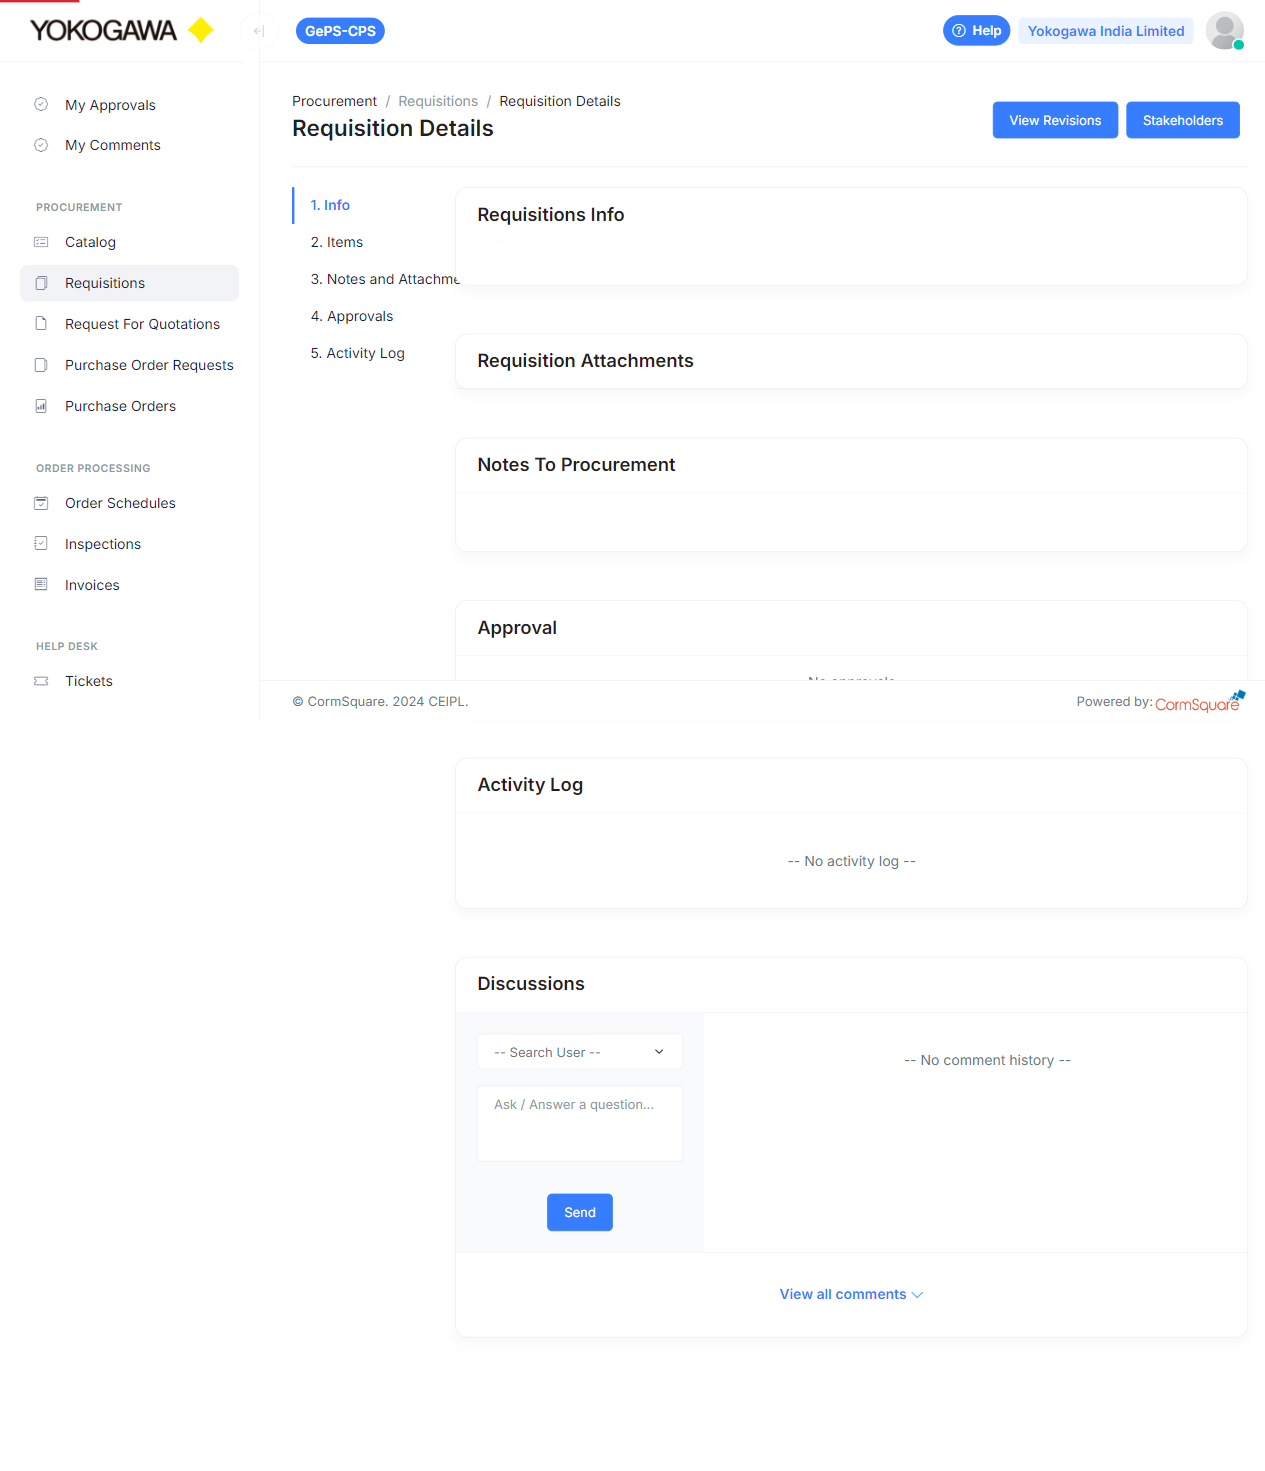 YOKOGAWA
GePS-CPS
Help
Yokogawa India Limited
My Approvals
My Comments
PROCUREMENT
Catalog
Requisitions
Request For Quotations
Purchase Order Requests
Purchase Orders
ORDER PROCESSING
Order Schedules
Inspections
Invoices
HELP DESK
Tickets
Procurement / Requisitions / Requisition Details
Requisition Details
View Revisions
Stakeholders
1. Info
2. Items
3. Notes and Attachme
4. Approvals
5. Activity Log
Requisitions Info
Requisition Attachments
Notes To Procurement
Approval
No approvals
© CormSquare. 2024 CEIPL.
Powered by: CormSquare
Activity Log
-- No activity log --
Discussions
-- Search User --
Ask / Answer a question...
Send
-- No comment history --
View all comments